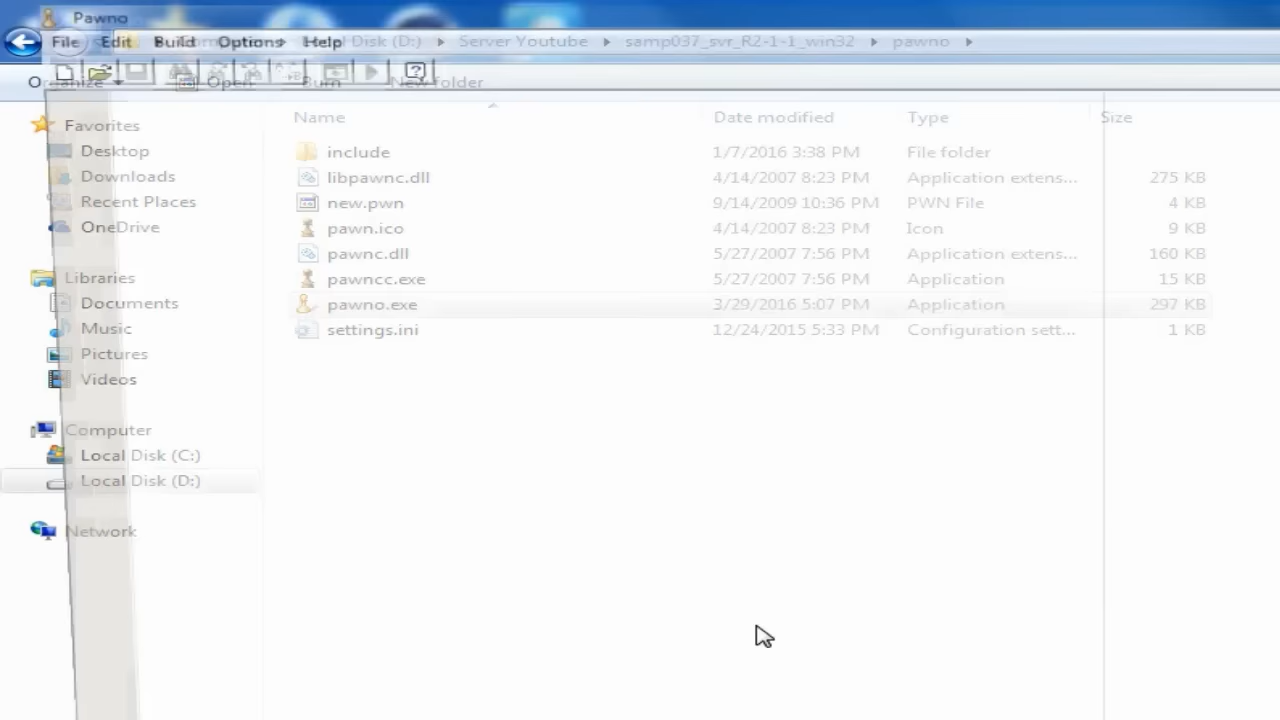 Pawno
File Edit Build Options Help
Disk (D:) Server Youtube samp037_svr_R2-1-1_win32 pawno
Organize Open Burn New folder
Name Date modified Type Size
Favorites
Desktop
Downloads
Recent Places
OneDrive
Libraries
Documents
Music
Pictures
Videos
Computer
Local Disk (C:)
Local Disk (D:)
Network
include 1/7/2016 3:38 PM File folder
libpawnc.dll 4/14/2007 8:23 PM Application extens... 275 KB
new.pwn 9/14/2009 10:36 PM PWN File 4 KB
pawn.ico 4/14/2007 8:23 PM Icon 9 KB
pawnc.dll 5/27/2007 7:56 PM Application extens... 160 KB
pawncc.exe 5/27/2007 7:56 PM Application 15 KB
pawno.exe 3/29/2016 5:07 PM Application 297 KB
settings.ini 12/24/2015 5:33 PM Configuration sett... 1 KB